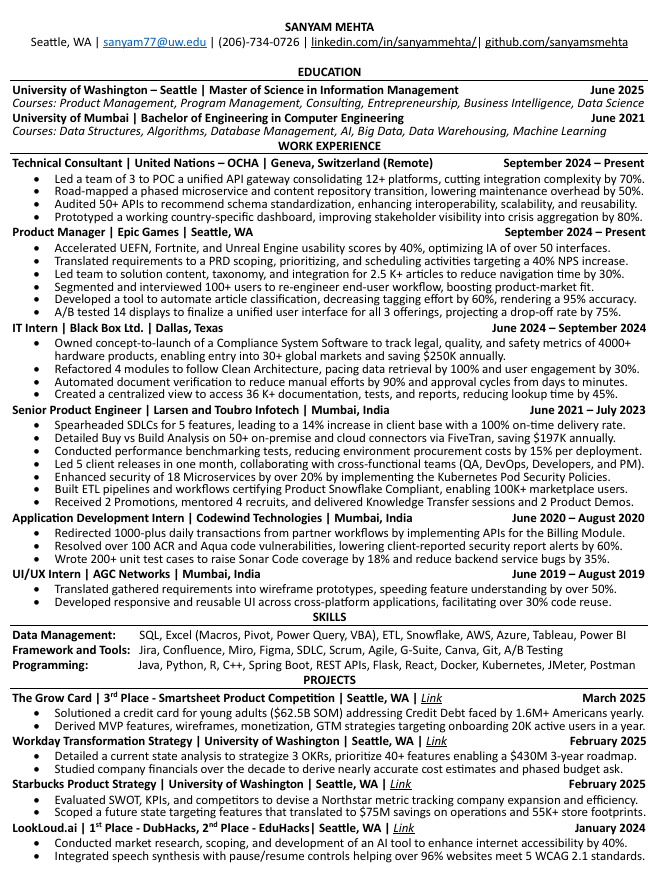 SANYAM MEHTA
Seattle, WA | sanyam77@uw.edu | (206)-734-0726 | linkedin.com/in/sanyammehta/| github.com/sanyamsmehta
EDUCATION
University of Washington – Seattle | Master of Science in Information Management June 2025
Courses: Product Management, Program Management, Consulting, Entrepreneurship, Business Intelligence, Data Science
University of Mumbai | Bachelor of Engineering in Computer Engineering June 2021
Courses: Data Structures, Algorithms, Database Management, AI, Big Data, Data Warehousing, Machine Learning
WORK EXPERIENCE
Technical Consultant | United Nations – OCHA | Geneva, Switzerland (Remote) September 2024 – Present
• Led a team of 3 to POC a unified API gateway consolidating 12+ platforms, cutting integration complexity by 70%.
• Road-mapped a phased microservice and content repository transition, lowering maintenance overhead by 50%.
• Audited 50+ APIs to recommend schema standardization, enhancing interoperability, scalability, and reusability.
• Prototyped a working country-specific dashboard, improving stakeholder visibility into crisis aggregation by 80%.
Product Manager | Epic Games | Seattle, WA September 2024 – Present
• Accelerated UEFN, Fortnite, and Unreal Engine usability scores by 40%, optimizing IA of over 50 interfaces.
• Translated requirements to a PRD scoping, prioritizing, and scheduling activities targeting a 40% NPS increase.
• Led team to solution content, taxonomy, and integration for 2.5 K+ articles to reduce navigation time by 30%.
• Segmented and interviewed 100+ users to re-engineer end-user workflow, boosting product-market fit.
• Developed a tool to automate article classification, decreasing tagging effort by 60%, rendering a 95% accuracy.
• A/B tested 14 displays to finalize a unified user interface for all 3 offerings, projecting a drop-off rate by 75%.
IT Intern | Black Box Ltd. | Dallas, Texas June 2024 – September 2024
• Owned concept-to-launch of a Compliance System Software to track legal, quality, and safety metrics of 4000+
hardware products, enabling entry into 30+ global markets and saving $250K annually.
• Refactored 4 modules to follow Clean Architecture, pacing data retrieval by 100% and user engagement by 30%.
• Automated document verification to reduce manual efforts by 90% and approval cycles from days to minutes.
• Created a centralized view to access 36 K+ documentation, tests, and reports, reducing lookup time by 45%.
Senior Product Engineer | Larsen and Toubro Infotech | Mumbai, India June 2021 – July 2023
• Spearheaded SDLCs for 5 features, leading to a 14% increase in client base with a 100% on-time delivery rate.
• Detailed Buy vs Build Analysis on 50+ on-premise and cloud connectors via FiveTran, saving $197K annually.
• Conducted performance benchmarking tests, reducing environment procurement costs by 15% per deployment.
• Led 5 client releases in one month, collaborating with cross-functional teams (QA, DevOps, Developers, and PM).
• Enhanced security of 18 Microservices by over 20% by implementing the Kubernetes Pod Security Policies.
• Built ETL pipelines and workflows certifying Product Snowflake Compliant, enabling 100K+ marketplace users.
• Received 2 Promotions, mentored 4 recruits, and delivered Knowledge Transfer sessions and 2 Product Demos.
Application Development Intern | Codewind Technologies | Mumbai, India June 2020 – August 2020
• Redirected 1000-plus daily transactions from partner workflows by implementing APIs for the Billing Module.
• Resolved over 100 ACR and Aqua code vulnerabilities, lowering client-reported security report alerts by 60%.
• Wrote 200+ unit test cases to raise Sonar Code coverage by 18% and reduce backend service bugs by 35%.
UI/UX Intern | AGC Networks | Mumbai, India June 2019 – August 2019
• Translated gathered requirements into wireframe prototypes, speeding feature understanding by over 50%.
• Developed responsive and reusable UI across cross-platform applications, facilitating over 30% code reuse.
SKILLS
Data Management: SQL, Excel (Macros, Pivot, Power Query, VBA), ETL, Snowflake, AWS, Azure, Tableau, Power BI
Framework and Tools: Jira, Confluence, Miro, Figma, SDLC, Scrum, Agile, G-Suite, Canva, Git, A/B Testing
Programming: Java, Python, R, C++, Spring Boot, REST APIs, Flask, React, Docker, Kubernetes, JMeter, Postman
PROJECTS
The Grow Card | 3rd Place - Smartsheet Product Competition | Seattle, WA | Link March 2025
• Solutioned a credit card for young adults ($62.5B SOM) addressing Credit Debt faced by 1.6M+ Americans yearly.
• Derived MVP features, wireframes, monetization, GTM strategies targeting onboarding 20K active users in a year.
Workday Transformation Strategy | University of Washington | Seattle, WA | Link February 2025
• Detailed a current state analysis to strategize 3 OKRs, prioritize 40+ features enabling a $430M 3-year roadmap.
• Studied company financials over the decade to derive nearly accurate cost estimates and phased budget ask.
Starbucks Product Strategy | University of Washington | Seattle, WA | Link February 2025
• Evaluated SWOT, KPIs, and competitors to devise a Northstar metric tracking company expansion and efficiency.
• Scoped a future state targeting features that translated to $75M savings on operations and 55K+ store footprints.
LookLoud.ai | 1st Place - DubHacks, 2nd Place - EduHacks| Seattle, WA | Link January 2024
• Conducted market research, scoping, and development of an AI tool to enhance internet accessibility by 40%.
• Integrated speech synthesis with pause/resume controls helping over 96% websites meet 5 WCAG 2.1 standards.